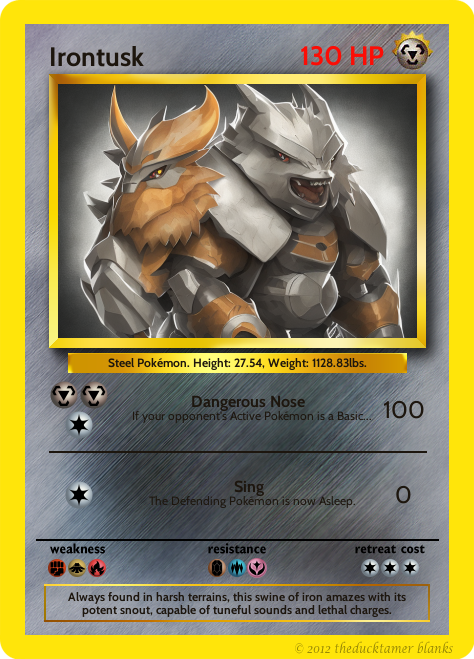 Irontusk 130 HP
Steel Pokémon. Height: 27.54, Weight: 1128.83lbs.
Dangerous Nose 100
If your opponent's Active Pokémon is a Basic...
Sing 0
The Defending Pokémon is now Asleep.
weakness resistance retreat cost
Always found in harsh terrains, this swine of iron amazes with its
potent snout, capable of tuneful sounds and lethal charges.
© 2012 theducktamer blanks